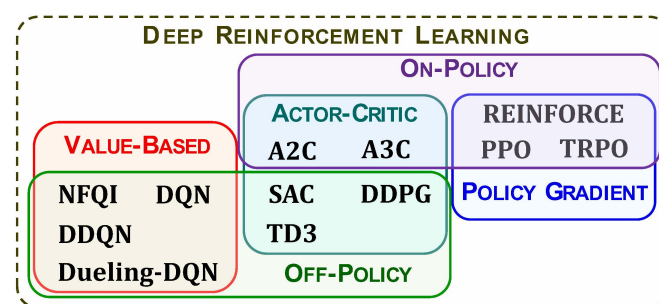 DEEP REINFORCEMENT LEARNING
ON-POLICY
ACTOR-CRITIC
REINFORCE
VALUE-BASED
A2C A3C
PPO TRPO
NFQI DQN
SAC DDPG
POLICY GRADIENT
DDQN
TD3
Dueling-DQN
OFF-POLICY